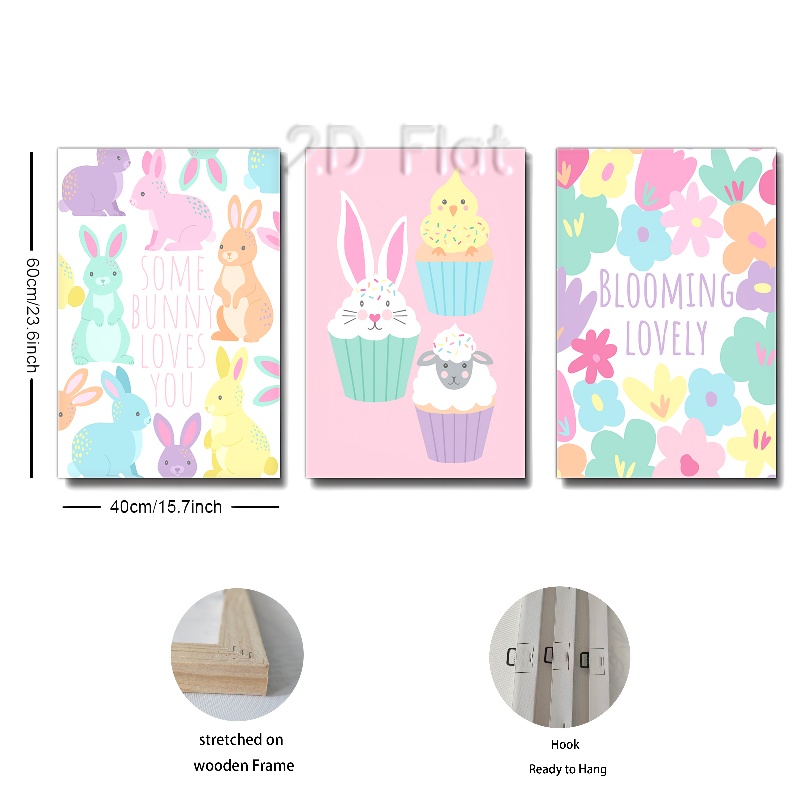 2D Flat
60cm/23.6inch
SOME
BUNNY
LOVES
YOU
BLOOMING
LOVELY
40cm/15.7inch
stretched on
wooden Frame
Hook
Ready to Hang